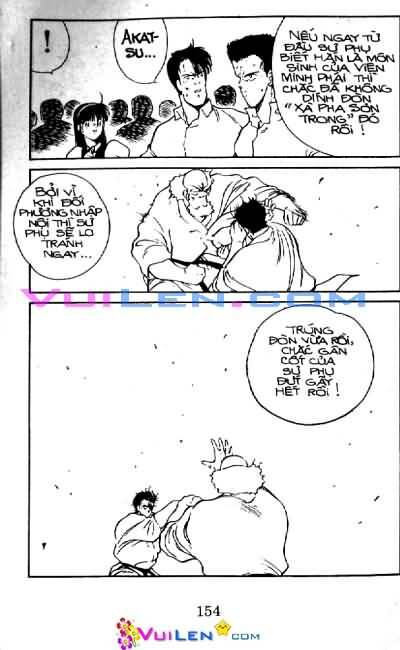 NẾU NGAY TỪ
ĐẦU SƯ PHỤ
BIẾT HẮN LÀ MÔN
SINH CỦA VIÊN
MINH PHÁI THÌ
CHẮC ĐÃ KHÔNG
DÍNH ĐÒN
"XÀ PHA SƠN
TRONG" ĐÓ
RỒI !
AKAT-
SU...
!
BỞI VÌ
KHI ĐỐI
PHƯƠNG NHẬP
NỘI THÌ SƯ
PHỤ SẼ LO
TRÁNH
NGAY...
VUILEN.COM
TRÚNG
ĐÒN VỪA RỒI,
CHẮC GÂN
CỐT CỦA
SƯ PHỤ
ĐỨT GÃY
HẾT RỒI !
154
VUILEN.COM